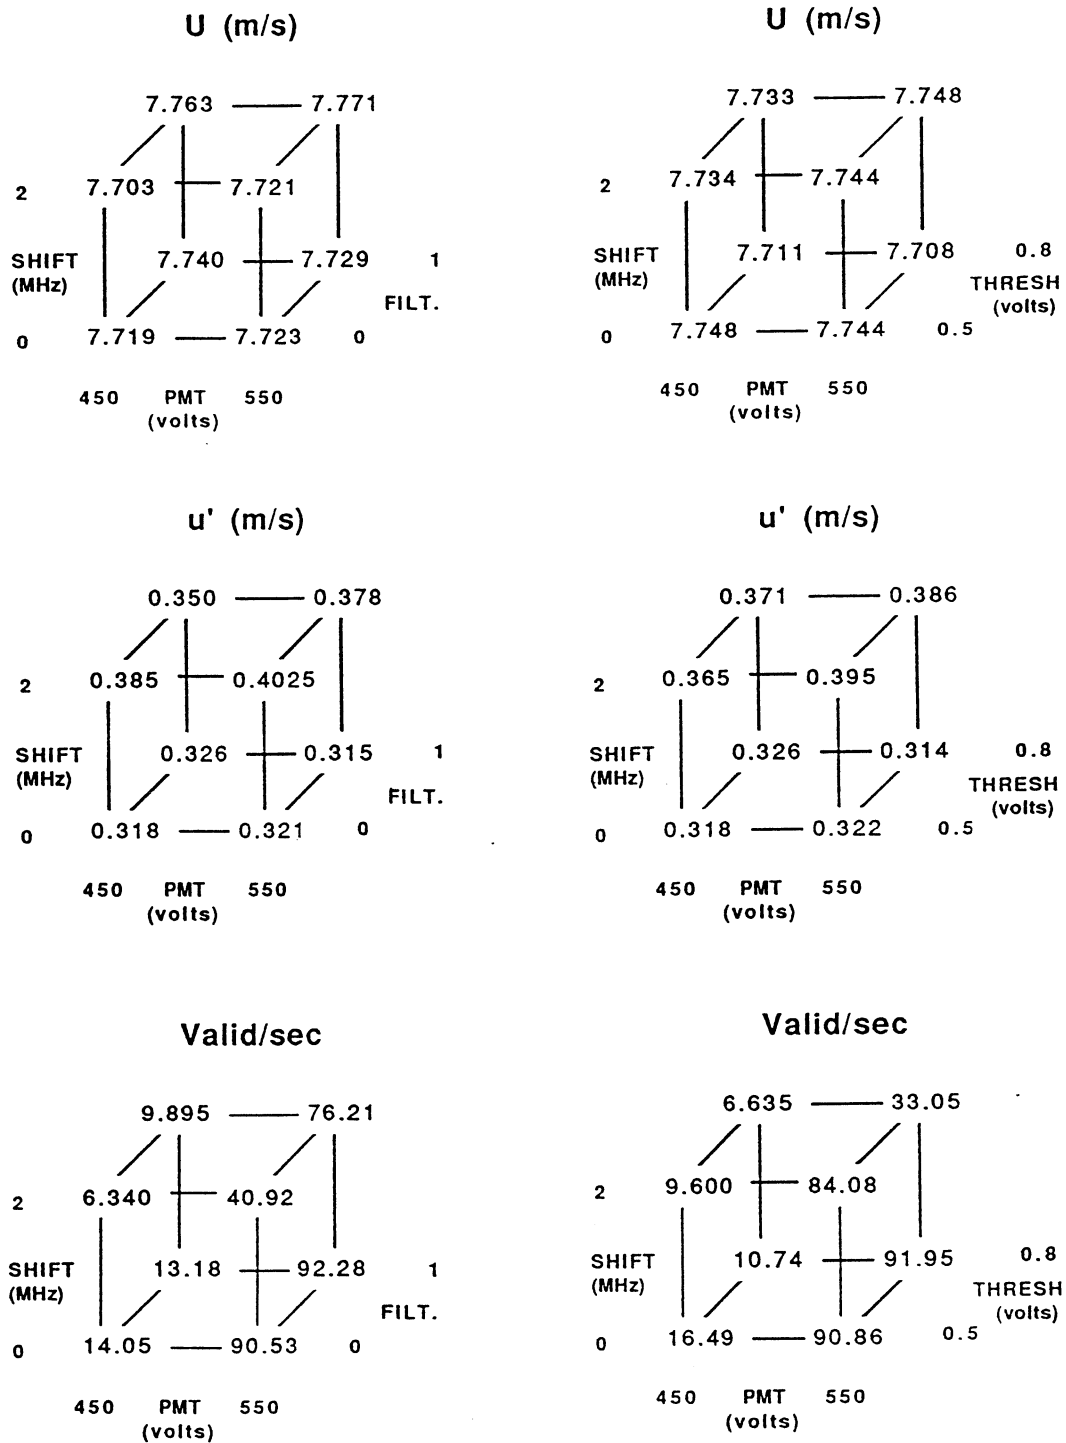 U (m/s)
7.763 7.771
2 7.703 7.721
SHIFT 7.740 7.729 1
(MHz)
FILT.
0 7.719 7.723 0
450 PMT 550
(volts)
U (m/s)
7.733 7.748
2 7.734 7.744
SHIFT 7.711 7.708 0.8
(MHz) THRESH
(volts)
0 7.748 7.744 0.5
450 PMT 550
(volts)
u' (m/s)
0.350 0.378
2 0.385 0.4025
SHIFT 0.326 0.315 1
(MHz)
FILT.
0 0.318 0.321 0
450 PMT 550
(volts)
u' (m/s)
0.371 0.386
2 0.365 0.395
SHIFT 0.326 0.314 0.8
(MHz) THRESH
(volts)
0 0.318 0.322 0.5
450 PMT 550
(volts)
Valid/sec
9.895 76.21
2 6.340 40.92
SHIFT 13.18 92.28 1
(MHz)
FILT.
0 14.05 90.53 0
450 PMT 550
(volts)
Valid/sec
6.635 33.05
2 9.600 84.08
SHIFT 10.74 91.95 0.8
(MHz) THRESH
(volts)
0 16.49 90.86 0.5
450 PMT 550
(volts)